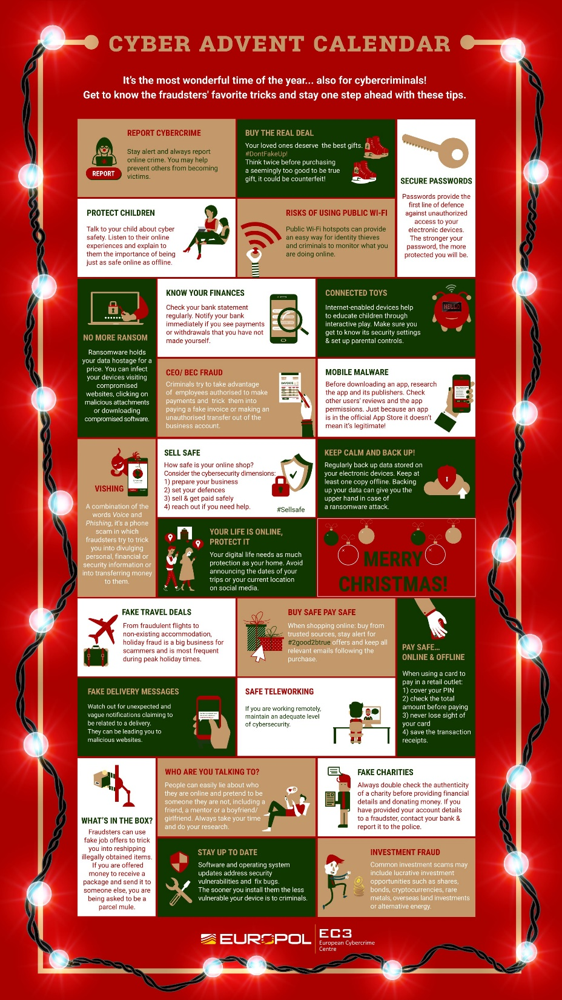 CYBER ADVENT CALENDAR
It's the most wonderful time of the year... also for cybercriminals!
Get to know the fraudsters' favorite tricks and stay one step ahead with these tips.
REPORT CYBERCRIME
Stay alert and always report
online crime. You may help
prevent others from becoming
victims.
REPORT
BUY THE REAL DEAL
Your loved ones deserve the best gifts.
#DontFakeUp!
Think twice before purchasing
a seemingly too good to be true
gift, it could be counterfeit!
SECURE PASSWORDS
Passwords provide the
first line of defence
against unauthorized
access to your
electronic devices.
The stronger your
password, the more
protected you will be.
PROTECT CHILDREN
Talk to your child about cyber
safety. Listen to their online
experiences and explain to
them the importance of being
just as safe online as offline.
RISKS OF USING PUBLIC WI-FI
Public Wi-Fi hotspots can provide
an easy way for identity thieves
and criminals to monitor what you
are doing online.
NO MORE RANSOM
Ransomware holds
your data hostage for a
price. You can infect
your devices visiting
compromised
websites, clicking on
malicious attachments
or downloading
compromised software.
KNOW YOUR FINANCES
Check your bank statement
regularly. Notify your bank
immediately if you see payments
or withdrawals that you have not
made yourself.
CONNECTED TOYS
Internet-enabled devices help
to educate children through
interactive play. Make sure you
get to know its security settings
& set up parental controls.
HELLO
CEO/ BEC FRAUD
Criminals try to take advantage
of employees authorised to make
payments and trick them into
paying a fake invoice or making an
unauthorised transfer out of the
business account.
INVOICE
MOBILE MALWARE
Before downloading an app, research
the app and its publishers. Check
other users' reviews and the app
permissions. Just because an app
is in the official App Store it doesn't
mean it's legitimate!
VISHING
A combination of the
words Voice and
Phishing, it's a phone
scam in which
fraudsters try to trick
you into divulging
personal, financial or
security information or
into transferring money
to them.
SELL SAFE
How safe is your online shop?
Consider the cybersecurity dimensions:
1) prepare your business
2) set your defences
3) sell & get paid safely
4) reach out if you need help.
#Sellsafe
KEEP CALM AND BACK UP!
Regularly back up data stored on
your electronic devices. Keep at
least one copy offline. Backing
up your data can give you the
upper hand in case of
a ransomware attack.
YOUR LIFE IS ONLINE,
PROTECT IT
Your digital life needs as much
protection as your home. Avoid
announcing the dates of your
trips or your current location
on social media.
MERRY
CHRISTMAS!
FAKE TRAVEL DEALS
From fraudulent flights to
non-existing accommodation,
holiday fraud is a big business for
scammers and is most frequent
during peak holiday times.
BUY SAFE PAY SAFE
When shopping online: buy from
trusted sources, stay alert for
#2good2btrue offers and keep all
relevant emails following the
purchase.
PAY SAFE...
ONLINE & OFFLINE
When using a card to
pay in a retail outlet:
1) cover your PIN
2) check the total
amount before paying
3) never lose sight of
your card
4) save the transaction
receipts.
FAKE DELIVERY MESSAGES
Watch out for unexpected and
vague notifications claiming to
be related to a delivery.
They can be leading you to
malicious websites.
SAFE TELEWORKING
If you are working remotely,
maintain an adequate level
of cybersecurity.
WHAT'S IN THE BOX?
Fraudsters can use
fake job offers to trick
you into reshipping
illegally obtained items.
If you are offered
money to receive a
package and send it to
someone else, you are
being asked to be a
parcel mule.
WHO ARE YOU TALKING TO?
People can easily lie about who
they are online and pretend to be
someone they are not, including a
friend, a mentor or a boyfriend/
girlfriend. Always take your time
and do your research.
FAKE CHARITIES
Always double check the authenticity
of a charity before providing financial
details and donating money. If you
have provided your account details
to a fraudster, contact your bank &
report it to the police.
STAY UP TO DATE
Software and operating system
updates address security
vulnerabilities and fix bugs.
The sooner you install them the less
vulnerable your device is to criminals.
INVESTMENT FRAUD
Common investment scams may
include lucrative investment
opportunities such as shares,
bonds, cryptocurrencies, rare
metals, overseas land investments
or alternative energy.
EUROPOL
EC3
European Cybercrime
Centre